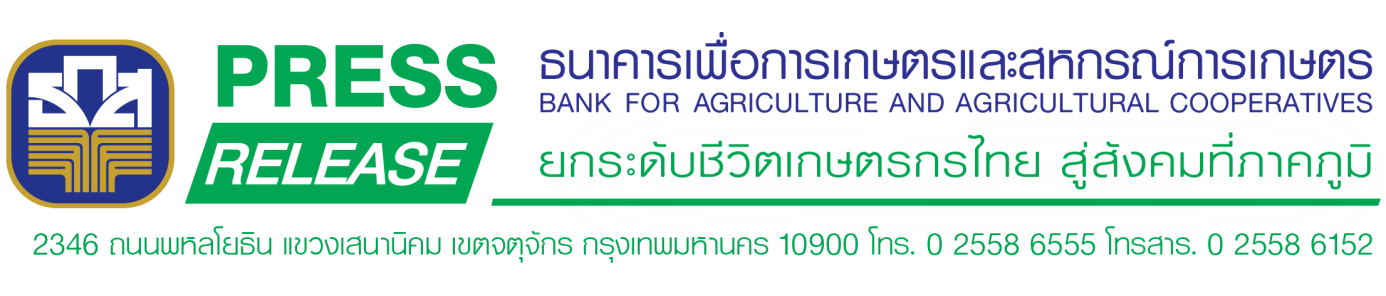 ธกส
PRESS
RELEASE
ธนาคารเพื่อการเกษตรและสหกรณ์การเกษตร
BANK FOR AGRICULTURE AND AGRICULTURAL COOPERATIVES
ยกระดับชีวิตเกษตรกรไทย สู่สังคมที่ภาคภูมิ
2346 ถนนพหลโยธิน แขวงเสนานิคม เขตจตุจักร กรุงเทพมหานคร 10900 โทร. 0 2558 6555 โทรสาร. 0 2558 6152